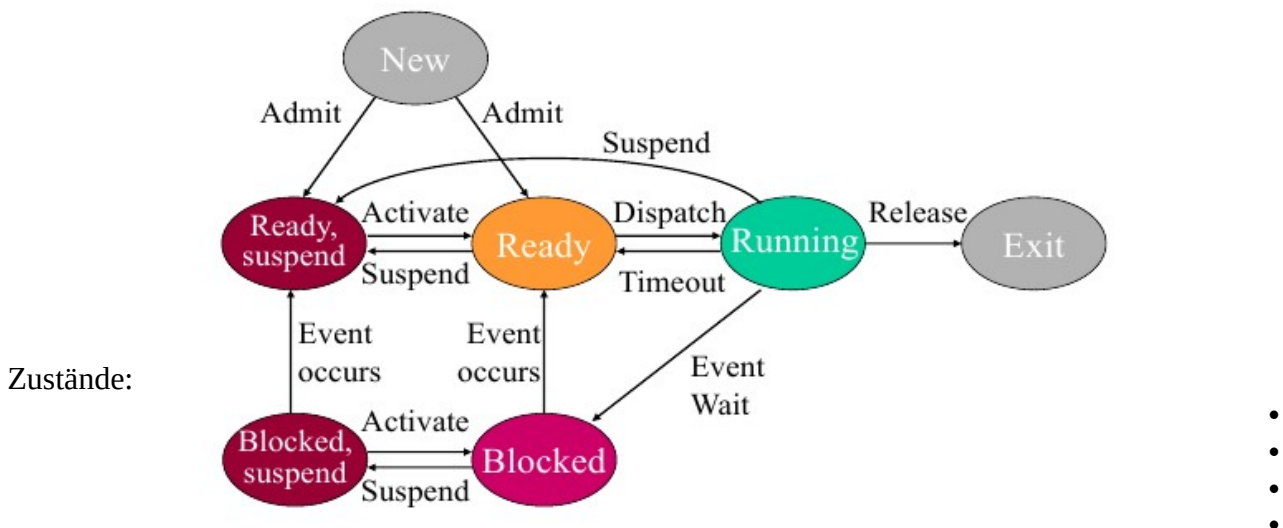 New
Admit
Admit
Suspend
Ready,
suspend
Activate
Suspend
Ready
Dispatch
Timeout
Running
Release
Exit
Event
occurs
Event
occurs
Event
Wait
Zustände:
Blocked,
suspend
Activate
Suspend
Blocked
•
•
•
•